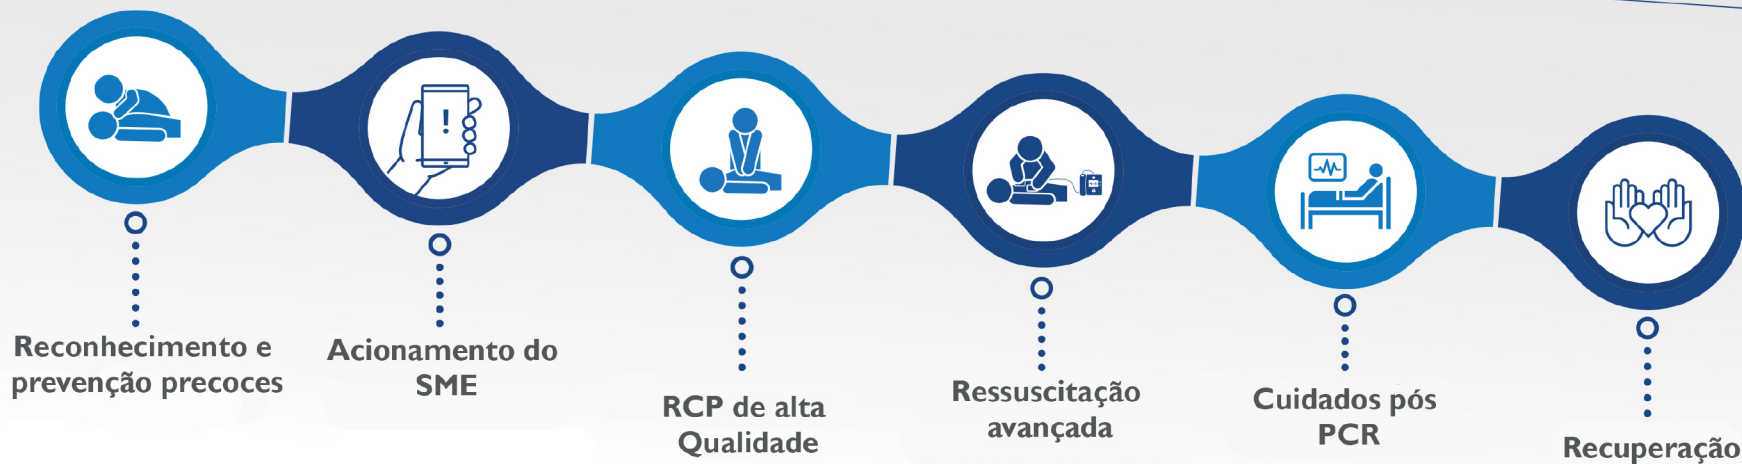 Reconhecimento e
prevenção precoces
Acionamento do
SME
RCP de alta
Qualidade
Ressuscitação
avançada
Cuidados pós
PCR
Recuperação